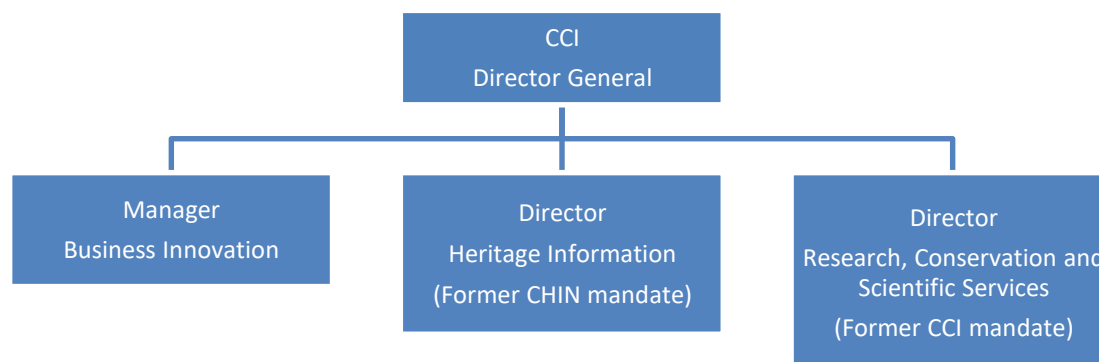 CCI
Director General
Manager
Business Innovation
Director
Heritage Information
(Former CHIN mandate)
Director
Research, Conservation and
Scientific Services
(Former CCI mandate)